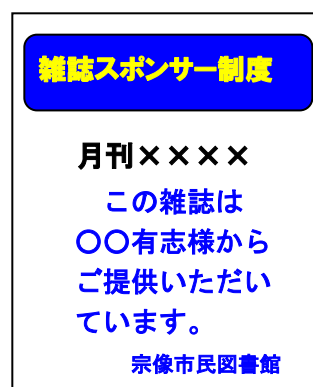 雑誌スポンサー制度
月刊××××
この雑誌は
〇〇有志様から
ご提供いただい
ています。
宗像市民図書館